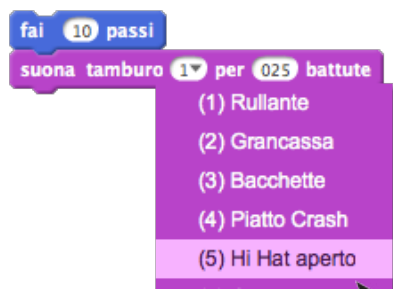 fai 10 passi
suona tamburo 1 per 025 battute
(1) Rullante
(2) Grancassa
(3) Bacchette
(4) Piatto Crash
(5) Hi Hat aperto